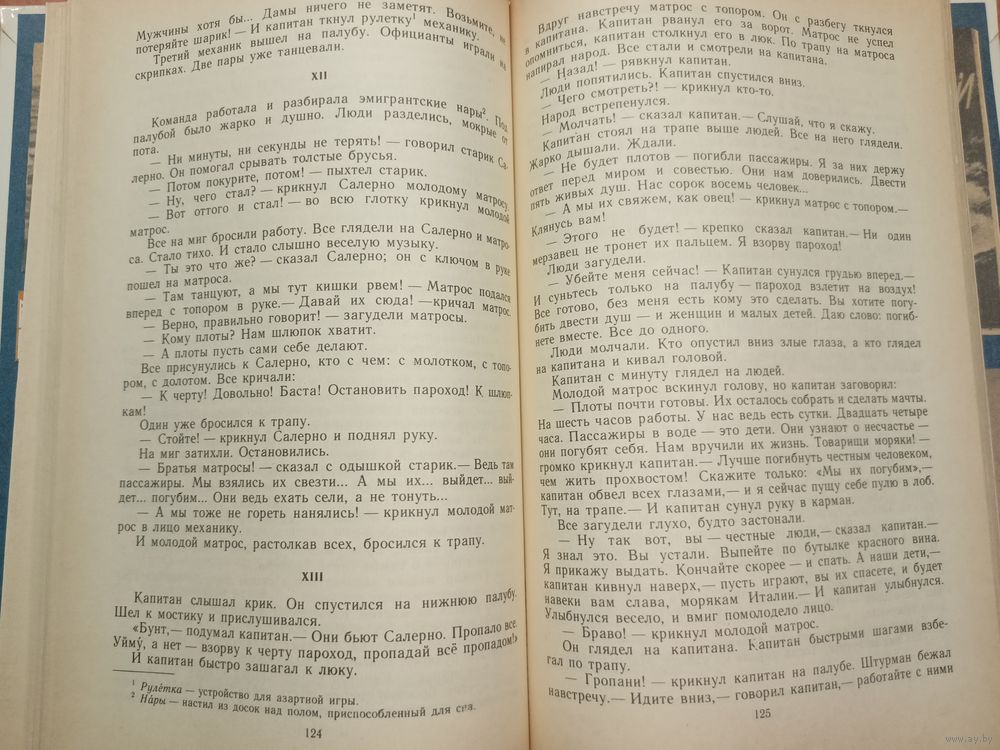 Мужчины хотя бы... Дамы ничего не заметят. Возьмите, не
потеряйте шарик! — И капитан ткнул рулетку¹ механику.
Третий механик вышел на палубу. Официанты играли на
скрипках. Две пары уже танцевали.
XII
Команда работала и разбирала эмигрантские нары². Под
палубой было жарко и душно. Люди разделись, мокрые от
пота.
— Ни минуты, ни секунды не терять! — говорил старик Са-
лерно. Он помогал срывать толстые брусья.
— Потом покурите, потом! — пыхтел старик.
— Ну, чего стал? — крикнул Салерно молодому матросу.
— Вот оттого и стал! — во всю глотку крикнул молодой
матрос.
Все на миг бросили работу. Все глядели на Салерно и матро-
са. Стало тихо. И стало слышно веселую музыку.
— Ты это что же? — сказал Салерно; он с ключом в руке
пошел на матроса.
— Там танцуют, а мы тут кишки рвем! — Матрос подался
вперед с топором в руке.— Давай их сюда! —кричал матрос.
— Верно, правильно говорит! — загудели матросы.
— Кому плоты? Нам шлюпок хватит.
— А плоты пусть сами себе делают.
Все присунулись к Салерно, кто с чем: с молотком, с топо-
ром, с долотом. Все кричали:
— К черту! Довольно! Баста! Остановить пароход! К шлюп-
кам!
Один уже бросился к трапу.
— Стойте! — крикнул Салерно и поднял руку.
На миг затихли. Остановились.
— Братья матросы! — сказал с одышкой старик.— Ведь там
пассажиры. Мы взялись их свезти... А мы их... выйдет... вый-
дет... погубим... Они ведь ехать сели, а не тонуть...
— А мы тоже не гореть нанялись! — крикнул молодой мат-
рос в лицо механику.
И молодой матрос, растолкав всех, бросился к трапу.
XIII
Капитан слышал крик. Он спустился на нижнюю палубу.
Шел к мостику и прислушивался.
«Бунт,— подумал капитан.— Они бьют Салерно. Пропало все.
Уйму, а нет — взорву к черту пароход, пропадай всё пропадом!»
И капитан быстро зашагал к люку.
¹ Рулéтка — устройство для азартной игры.
² Нáры — настил из досок над полом, приспособленный для сна.
124
Вдруг навстречу матрос с топором. Он с разбегу ткнулся
в капитана. Капитан рванул его за ворот. Матрос не успел
опомниться, капитан столкнул его в люк. По трапу на матроса
напирал народ. Все стали и смотрели на капитана.
— Назад! — рявкнул капитан.
Люди попятились. Капитан спустился вниз.
— Чего смотреть?! — крикнул кто-то.
Народ встрепенулся.
— Молчать! — сказал капитан.— Слушай, что я скажу.
Капитан стоял на трапе выше людей. Все на него глядели.
Жарко дышали. Ждали.
— Не будет плотов — погибли пассажиры. Я за них держу
ответ перед миром и совестью. Они нам доверились. Двести
пять живых душ. Нас сорок восемь человек...
— А мы их свяжем, как овец! — крикнул матрос с топором.—
Клянусь вам!
— Этого не будет! — крепко сказал капитан.— Ни один
мерзавец не тронет их пальцем. Я взорву пароход!
Люди загудели.
— Убейте меня сейчас! — Капитан сунулся грудью вперед.—
И суньтесь только на палубу — пароход взлетит на воздух!
Все готово, без меня есть кому это сделать. Вы хотите погу-
бить двести душ — и женщин и малых детей. Даю слово: погиб-
нете вместе. Все до одного.
Люди молчали. Кто опустил вниз злые глаза, а кто глядел
на капитана и кивал головой.
Капитан с минуту глядел на людей.
Молодой матрос вскинул голову, но капитан заговорил:
— Плоты почти готовы. Их осталось собрать и сделать мачты.
На шесть часов работы. У нас ведь есть сутки. Двадцать четыре
часа. Пассажиры в воде — это дети. Они узнают о несчастье —
они погубят себя. Нам вручили их жизнь. Товарищи моряки! —
громко крикнул капитан.— Лучше погибнуть честным человеком,
чем жить прохвостом! Скажите только: «Мы их погубим»,—
капитан обвел всех глазами,— и я сейчас пущу себе пулю в лоб.
Тут, на трапе.— И капитан сунул руку в карман.
Все загудели глухо, будто застонали.
— Ну так вот, вы — честные люди,— сказал капитан.—
Я знал это. Вы устали. Выпейте по бутылке красного вина.
Я прикажу выдать. Кончайте скорее — и спать. А наши дети,—
капитан кивнул наверх,— пусть играют, вы их спасете, и будет
навеки вам слава, морякам Италии.— И капитан улыбнулся.
Улыбнулся весело, и вмиг помолодело лицо.
— Браво! — крикнул молодой матрос.
Он глядел на капитана. Капитан быстрыми шагами взбе-
гал по трапу.
— Гропани! — крикнул капитан на палубе. Штурман бежал
навстречу.— Идите вниз,— говорил капитан,— работайте с ними
125
www.ay.by